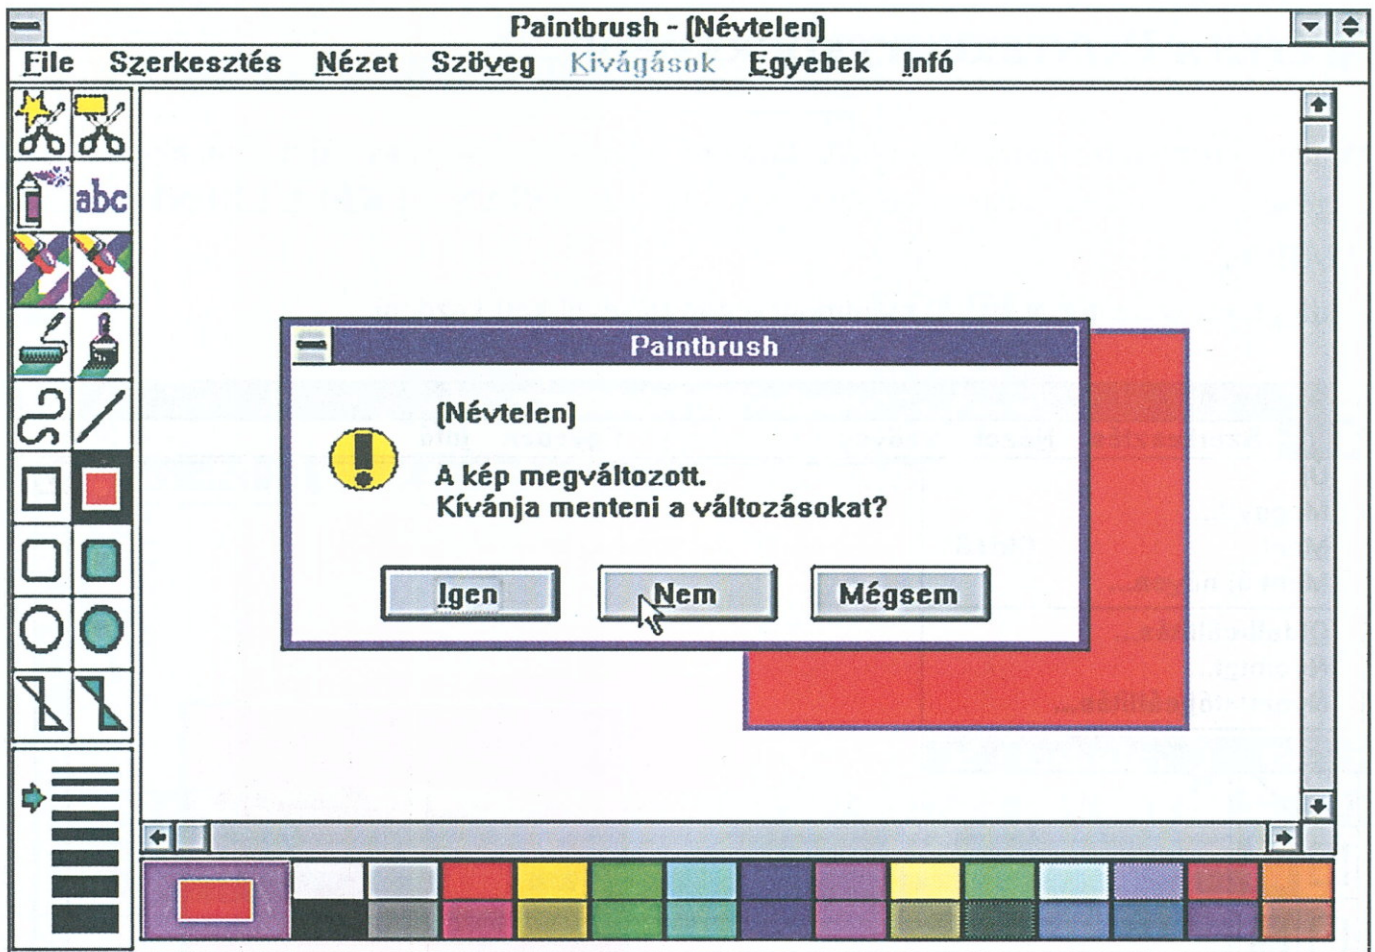 Paintbrush - (Névtelen)
File Szerkesztés Nézet Szöveg Kivágások Egyebek Infó
abc
Paintbrush
(Névtelen)
A kép megváltozott.
Kívánja menteni a változásokat?
Igen Nem Mégsem